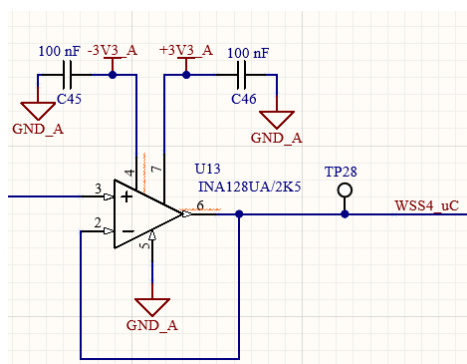 100 nF
-3V3_A
+3V3_A
100 nF
C45
C46
GND_A
GND_A
4
7
U13
INA128UA/2K5
TP28
3
+
6
WSS4_uC
2
-
5
GND_A